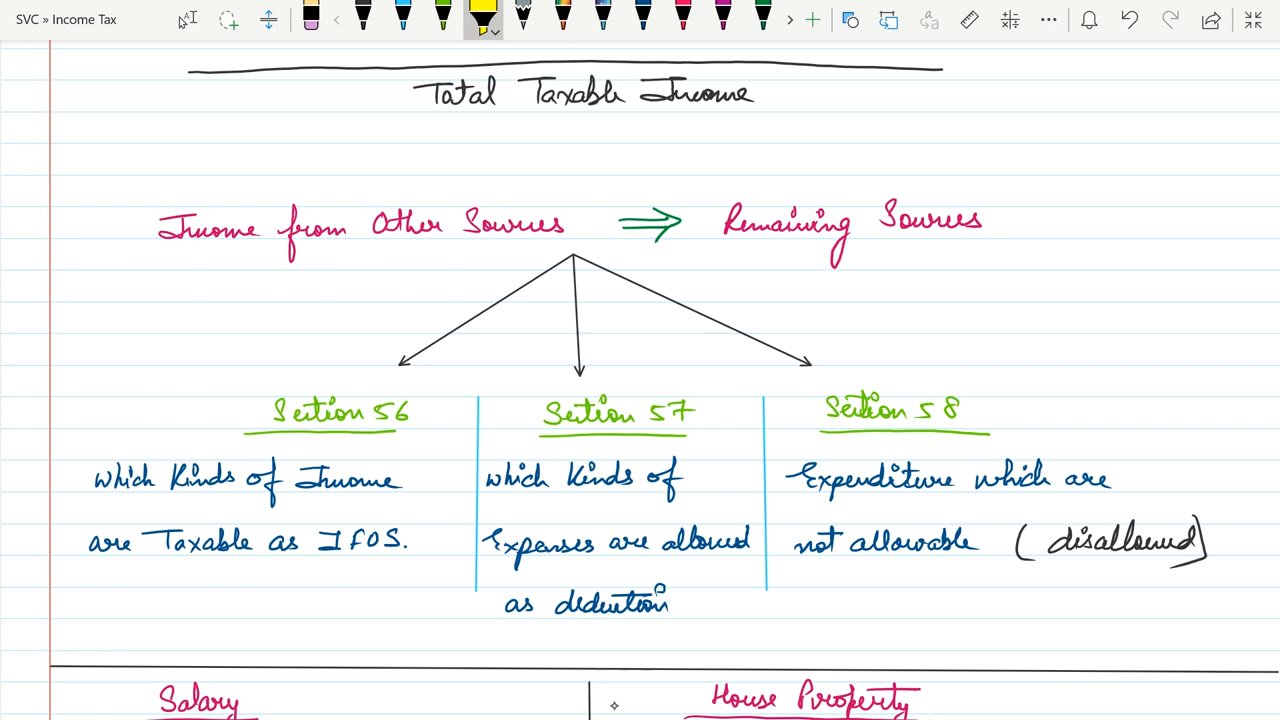 SVC » Income Tax
Total Taxable Income
Income from Other Sources ⇒ Remaining Sources
Section 56
which Kinds of Income
are Taxable as IFOS.
Section 57
which Kinds of
Expenses are allowed
as deduction
Section 58
Expenditure which are
not allowable (disallowed)
Salary
House Property